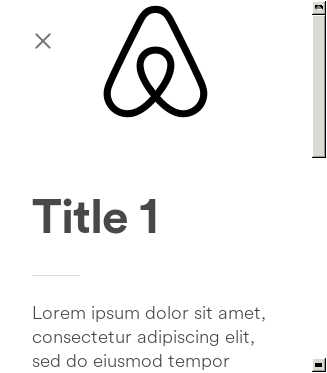 Title 1
Lorem ipsum dolor sit amet,
consectetur adipiscing elit,
sed do eiusmod tempor